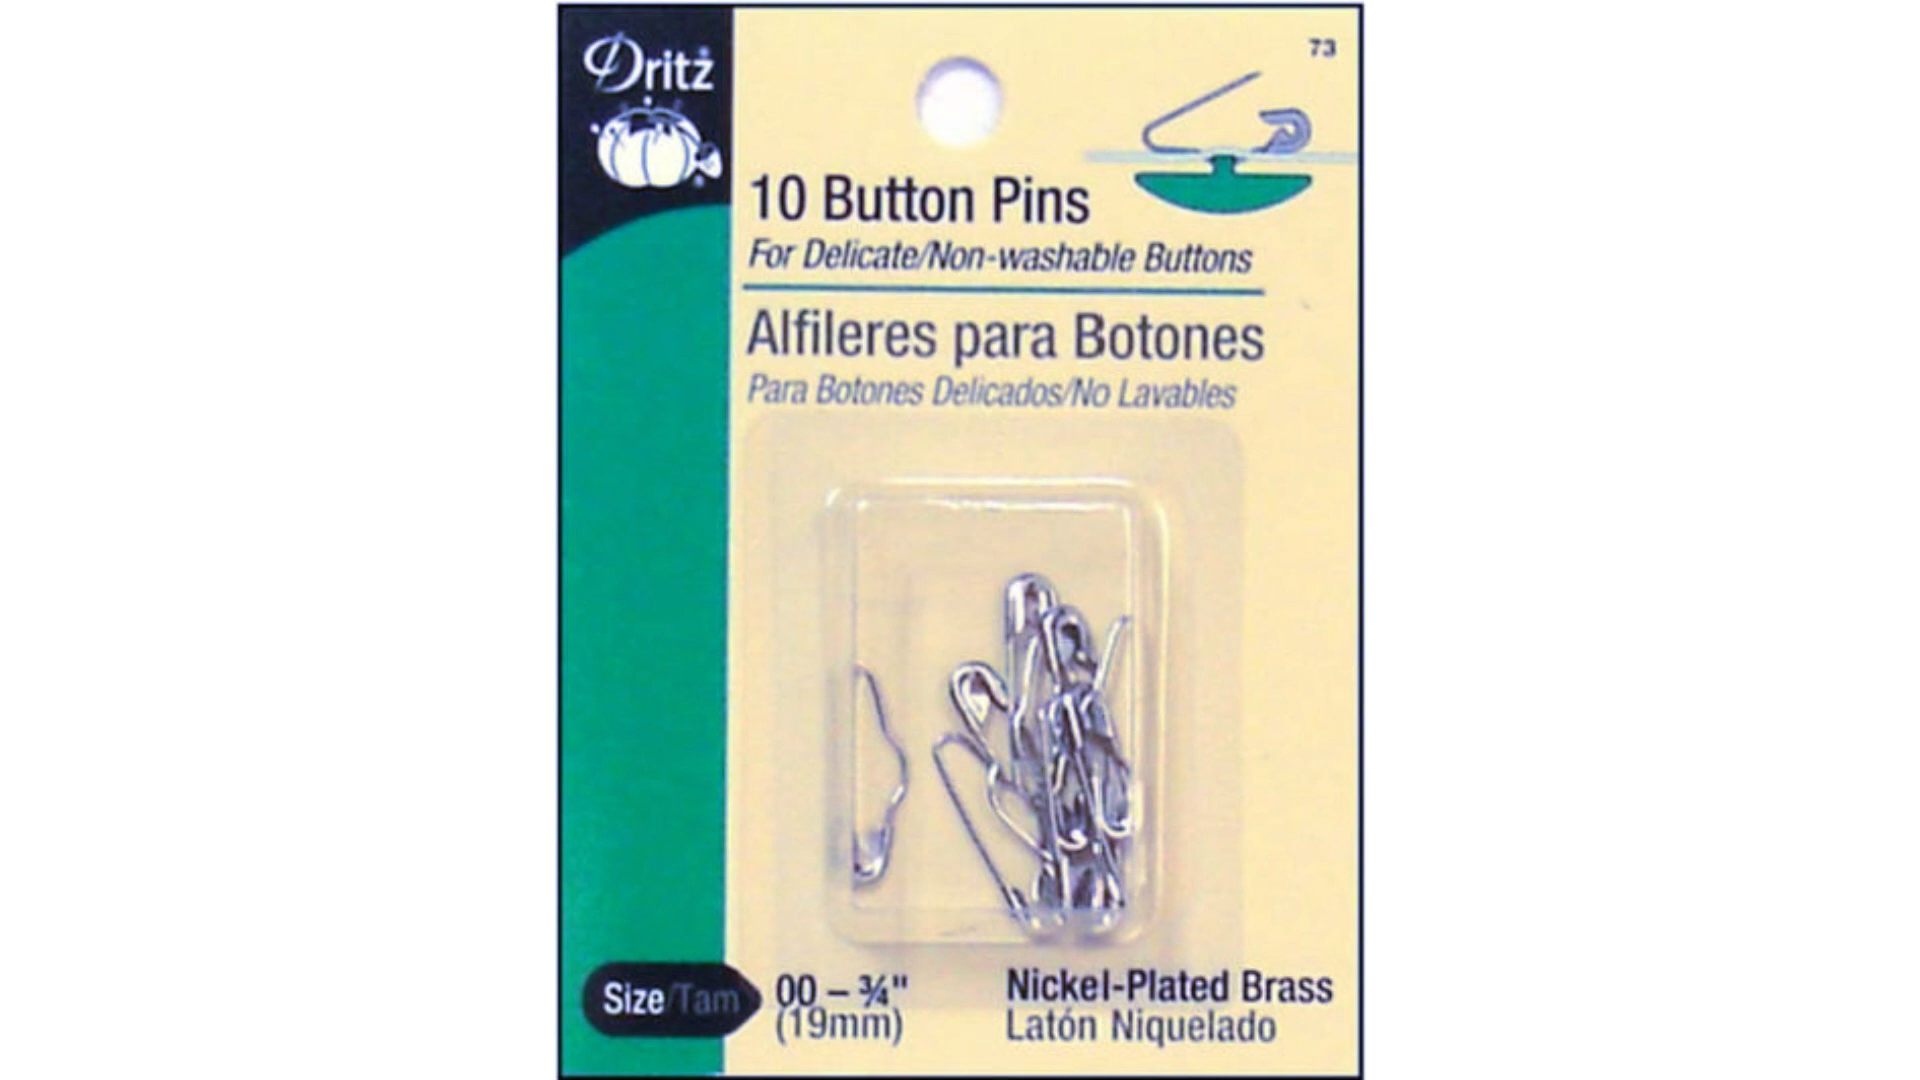 Dritz
73
10 Button Pins
For Delicate/Non-washable Buttons
Alfileres para Botones
Para Botones Delicados/No Lavables
Size/Tam
00 – ¾"
(19mm)
Nickel-Plated Brass
Latón Niquelado